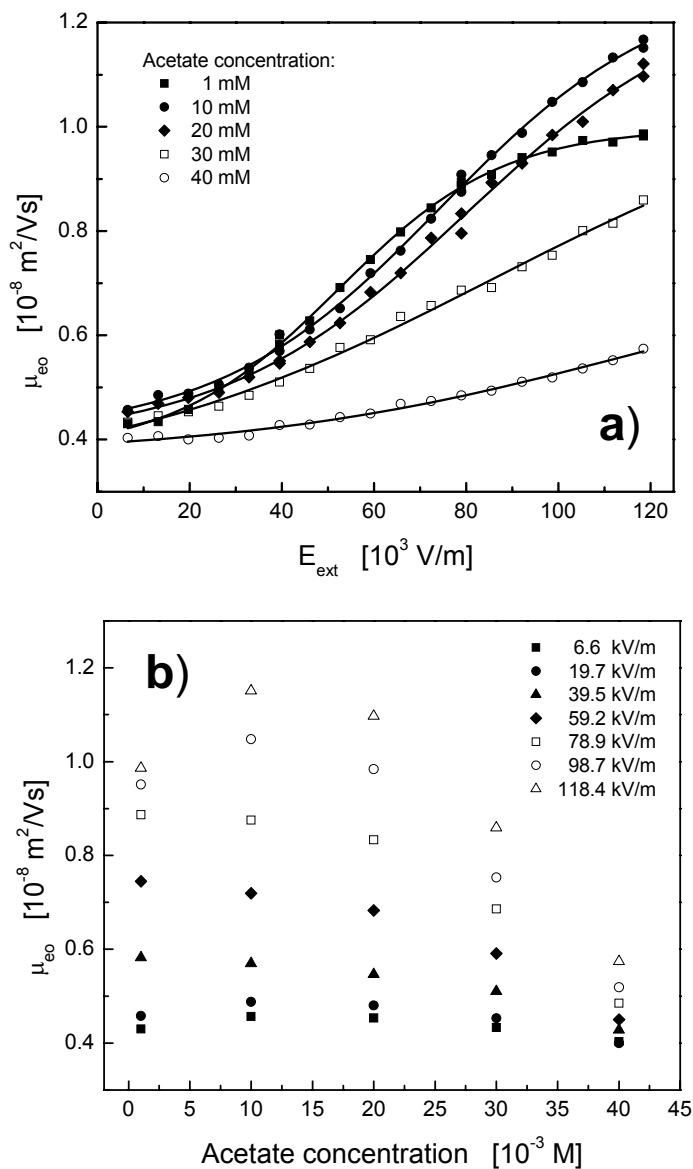 1.2
1.0
0.8
0.6
0.4
μeo [10-8 m2/Vs]
Acetate concentration:
1 mM
10 mM
20 mM
30 mM
40 mM
a)
0 20 40 60 80 100 120
Eext [103 V/m]
b)
6.6 kV/m
19.7 kV/m
39.5 kV/m
59.2 kV/m
78.9 kV/m
98.7 kV/m
118.4 kV/m
1.2
1.0
0.8
0.6
0.4
μeo [10-8 m2/Vs]
0 5 10 15 20 25 30 35 40 45
Acetate concentration [10-3 M]